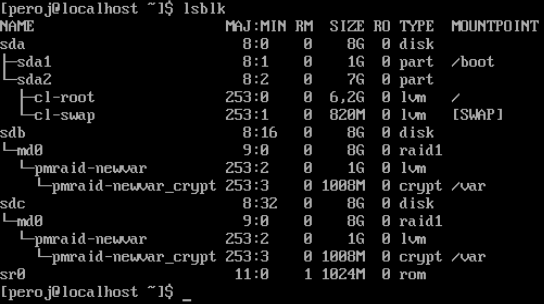 [peroj@localhost ~]$ lsblk
NAME                        MAJ:MIN RM  SIZE RO TYPE  MOUNTPOINT
sda                           8:0    0    8G  0 disk
├─sda1                        8:1    0    1G  0 part  /boot
└─sda2                        8:2    0    7G  0 part
  ├─cl-root                 253:0    0  6,2G  0 lvm   /
  └─cl-swap                 253:1    0  820M  0 lvm   [SWAP]
sdb                           8:16   0    8G  0 disk
└─md0                         9:0    0    8G  0 raid1
  └─pmraid-newvar           253:2    0    1G  0 lvm
    └─pmraid-newvar_crypt   253:3    0 1008M  0 crypt /var
sdc                           8:32   0    8G  0 disk
└─md0                         9:0    0    8G  0 raid1
  └─pmraid-newvar           253:2    0    1G  0 lvm
    └─pmraid-newvar_crypt   253:3    0 1008M  0 crypt /var
sr0                          11:0    1 1024M  0 rom
[peroj@localhost ~]$ _